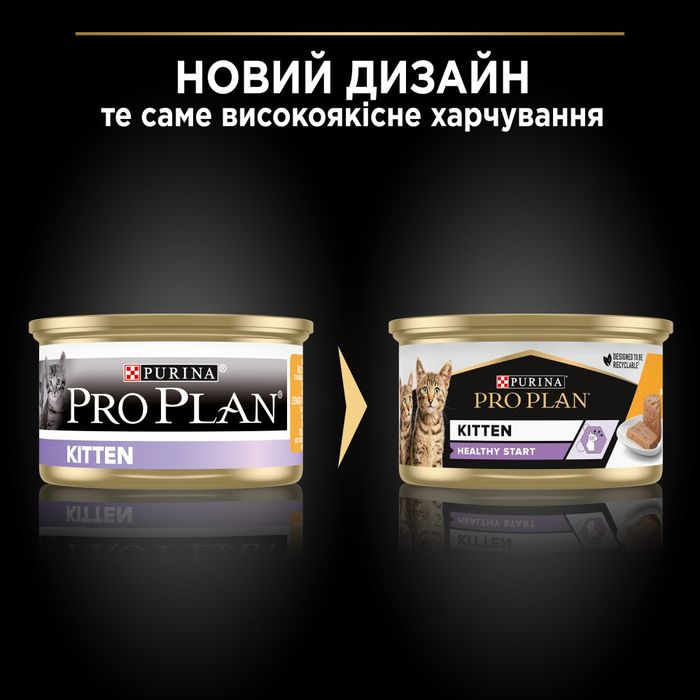 НОВИЙ ДИЗАЙН
те саме високоякісне харчування
PURINA®
PRO PLAN®
KITTEN
DESIGNED TO BE
RECYCLABLE
PURINA®
PRO PLAN®
KITTEN
HEALTHY START